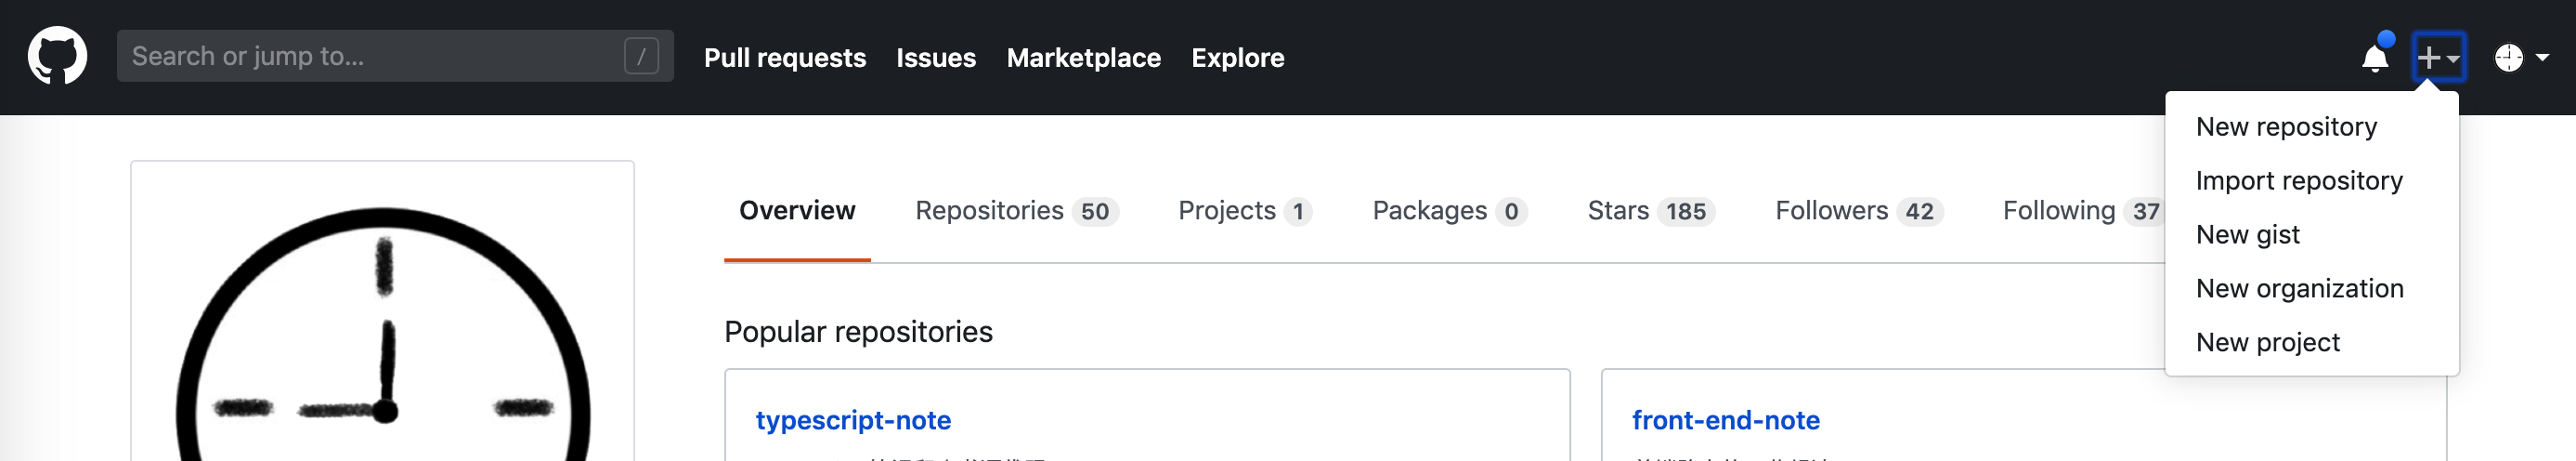 Search or jump to... /
Pull requests Issues Marketplace Explore
New repository
Import repository
New gist
New organization
New project
Overview Repositories 50 Projects 1 Packages 0 Stars 185 Followers 42 Following 37
Popular repositories
typescript-note
front-end-note